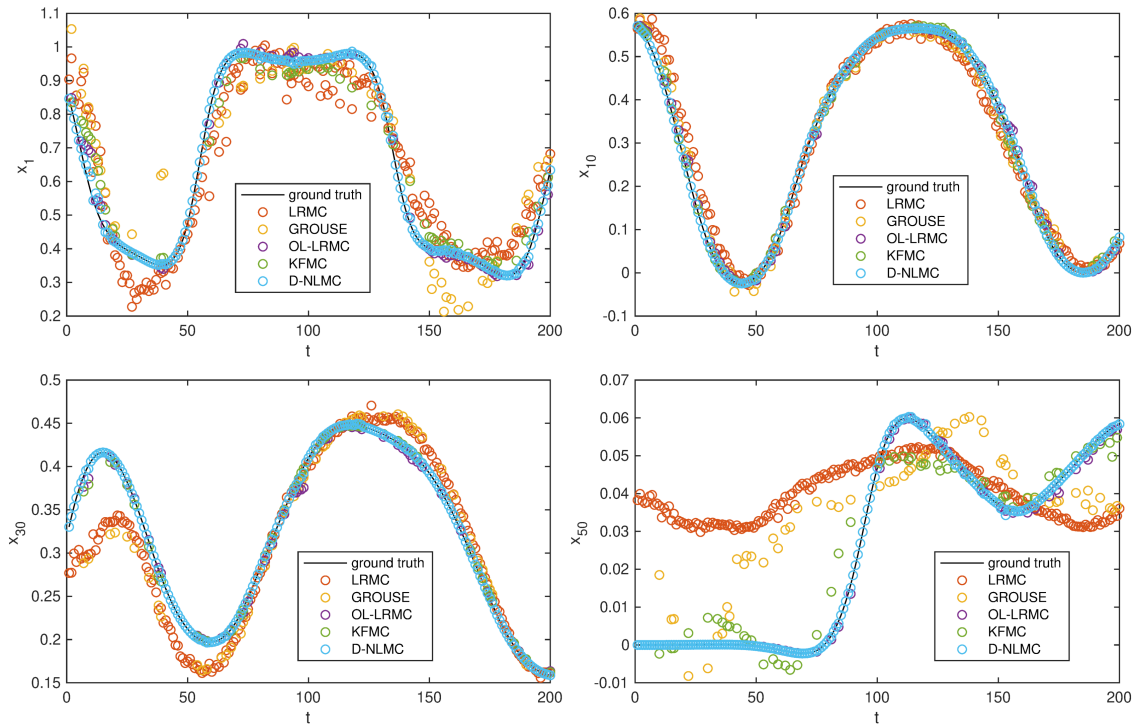 1.1
1
0.9
0.8
0.7
0.6
0.5
0.4
0.3
0.2
0
50
100
150
200
x1
t
ground truth
LRMC
GROUSE
OL-LRMC
KFMC
D-NLMC
0.6
0.5
0.4
0.3
0.2
0.1
0
-0.1
0
50
100
150
200
x10
t
ground truth
LRMC
GROUSE
OL-LRMC
KFMC
D-NLMC
0.5
0.45
0.4
0.35
0.3
0.25
0.2
0.15
0
50
100
150
200
x30
t
ground truth
LRMC
GROUSE
OL-LRMC
KFMC
D-NLMC
0.07
0.06
0.05
0.04
0.03
0.02
0.01
0
-0.01
0
50
100
150
200
x50
t
ground truth
LRMC
GROUSE
OL-LRMC
KFMC
D-NLMC